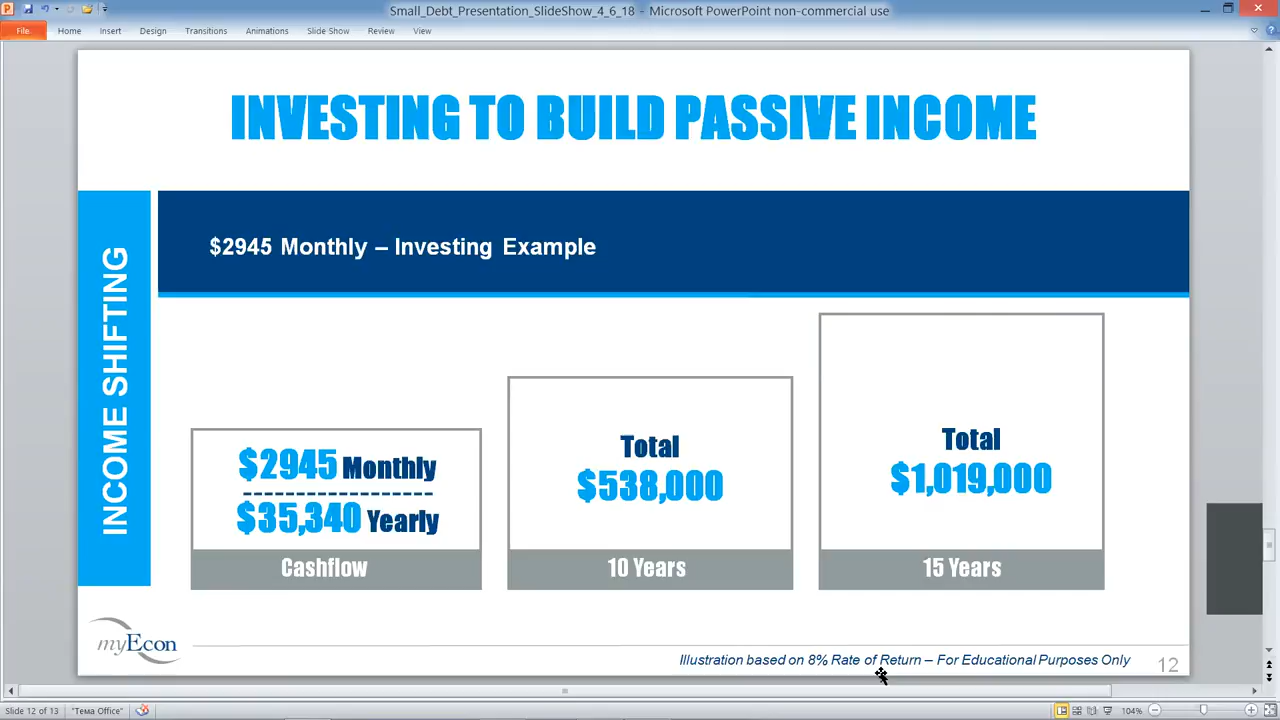 Small_Debt_Presentation_SlideShow_4_6_18 - Microsoft PowerPoint non-commercial use
File Home Insert Design Transitions Animations Slide Show Review View
INVESTING TO BUILD PASSIVE INCOME
INCOME SHIFTING
$2945 Monthly – Investing Example
$2945 Monthly
$35,340 Yearly
Cashflow
Total
$538,000
10 Years
Total
$1,019,000
15 Years
myEcon
Illustration based on 8% Rate of Return – For Educational Purposes Only
12
Slide 12 of 13 "Тема Office" 104%